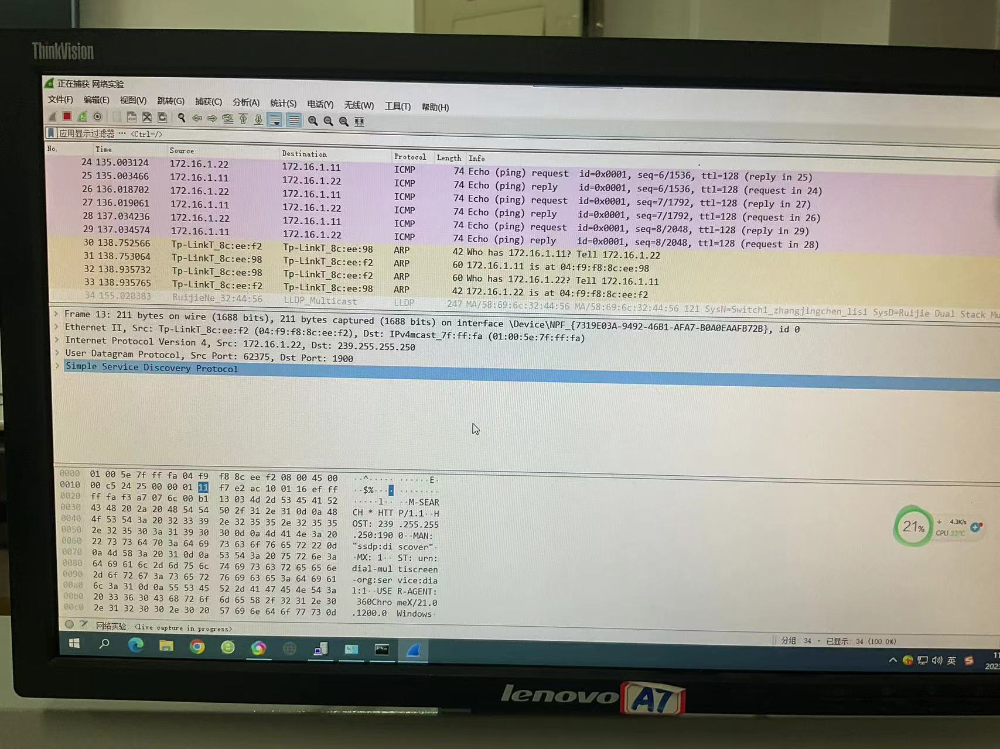 ThinkVision
正在捕获 网络实验
文件(F) 编辑(E) 视图(V) 跳转(G) 捕获(C) 分析(A) 统计(S) 电话(Y) 无线(W) 工具(T) 帮助(H)
应用显示过滤器 … <Ctrl-/>
No. Time Source Destination Protocol Length Info
24 135.003124 172.16.1.22 172.16.1.11 ICMP 74 Echo (ping) request id=0x0001, seq=6/1536, ttl=128 (reply in 25)
25 135.003466 172.16.1.11 172.16.1.22 ICMP 74 Echo (ping) reply id=0x0001, seq=6/1536, ttl=128 (request in 24)
26 136.018702 172.16.1.22 172.16.1.11 ICMP 74 Echo (ping) request id=0x0001, seq=7/1792, ttl=128 (reply in 27)
27 136.019061 172.16.1.11 172.16.1.22 ICMP 74 Echo (ping) reply id=0x0001, seq=7/1792, ttl=128 (request in 26)
28 137.034236 172.16.1.22 172.16.1.11 ICMP 74 Echo (ping) request id=0x0001, seq=8/2048, ttl=128 (reply in 29)
29 137.034574 172.16.1.11 172.16.1.22 ICMP 74 Echo (ping) reply id=0x0001, seq=8/2048, ttl=128 (request in 28)
30 138.752566 Tp-LinkT_8c:ee:f2 Tp-LinkT_8c:ee:98 ARP 42 Who has 172.16.1.11? Tell 172.16.1.22
31 138.753064 Tp-LinkT_8c:ee:98 Tp-LinkT_8c:ee:f2 ARP 60 172.16.1.11 is at 04:f9:f8:8c:ee:98
32 138.935732 Tp-LinkT_8c:ee:98 Tp-LinkT_8c:ee:f2 ARP 60 Who has 172.16.1.22? Tell 172.16.1.11
33 138.935765 Tp-LinkT_8c:ee:f2 Tp-LinkT_8c:ee:98 ARP 42 172.16.1.22 is at 04:f9:f8:8c:ee:f2
34 155.020383 RuijieNe_32:44:56 LLDP_Multicast LLDP 247 MA/58:69:6c:32:44:56 MA/58:69:6c:32:44:56 121 SysN=Switch1_zhangjingchen_lisi SysD=Ruijie Dual Stack Mu
Frame 13: 211 bytes on wire (1688 bits), 211 bytes captured (1688 bits) on interface \Device\NPF_{7319E03A-9492-46B1-AFA7-B0A0EAAFB72B}, id 0
Ethernet II, Src: Tp-LinkT_8c:ee:f2 (04:f9:f8:8c:ee:f2), Dst: IPv4mcast_7f:ff:fa (01:00:5e:7f:ff:fa)
Internet Protocol Version 4, Src: 172.16.1.22, Dst: 239.255.255.250
User Datagram Protocol, Src Port: 62375, Dst Port: 1900
Simple Service Discovery Protocol
0000 01 00 5e 7f ff fa 04 f9 f8 8c ee f2 08 00 45 00 ··^····· ······E·
0010 00 c5 24 25 00 00 01 11 f7 e2 ac 10 01 16 ef ff ··$%···· ········
0020 ff fa f3 a7 07 6c 00 b1 13 03 4d 2d 53 45 41 52 ·····l·· ··M-SEAR
0030 43 48 20 2a 20 48 54 54 50 2f 31 2e 31 0d 0a 48 CH * HTT P/1.1··H
0040 4f 53 54 3a 20 32 33 39 2e 32 35 35 2e 32 35 35 OST: 239 .255.255
0050 2e 32 35 30 3a 31 39 30 30 0d 0a 4d 41 4e 3a 20 .250:190 0··MAN:
0060 22 73 73 64 70 3a 64 69 73 63 6f 76 65 72 22 0d "ssdp:di scover"·
0070 0a 4d 58 3a 20 31 0d 0a 53 54 3a 20 75 72 6e 3a ·MX: 1·· ST: urn:
0080 64 69 61 6c 2d 6d 75 6c 74 69 73 63 72 65 65 6e dial-mul tiscreen
0090 2d 6f 72 67 3a 73 65 72 76 69 63 65 3a 64 69 61 -org:ser vice:dia
00a0 6c 3a 31 0d 0a 55 53 45 52 2d 41 47 45 4e 54 3a l:1··USE R-AGENT:
00b0 20 33 36 30 43 68 72 6f 6d 65 58 2f 32 31 2e 30 360Chro meX/21.0
00c0 2e 31 32 30 30 2e 30 20 57 69 6e 64 6f 77 73 0d .1200.0 Windows·
21% 4.3K/s
CPU 33℃
网络实验: <live capture in progress>
分组: 34 · 已显示: 34 (100.0%)
英
11
202
lenovo
A7